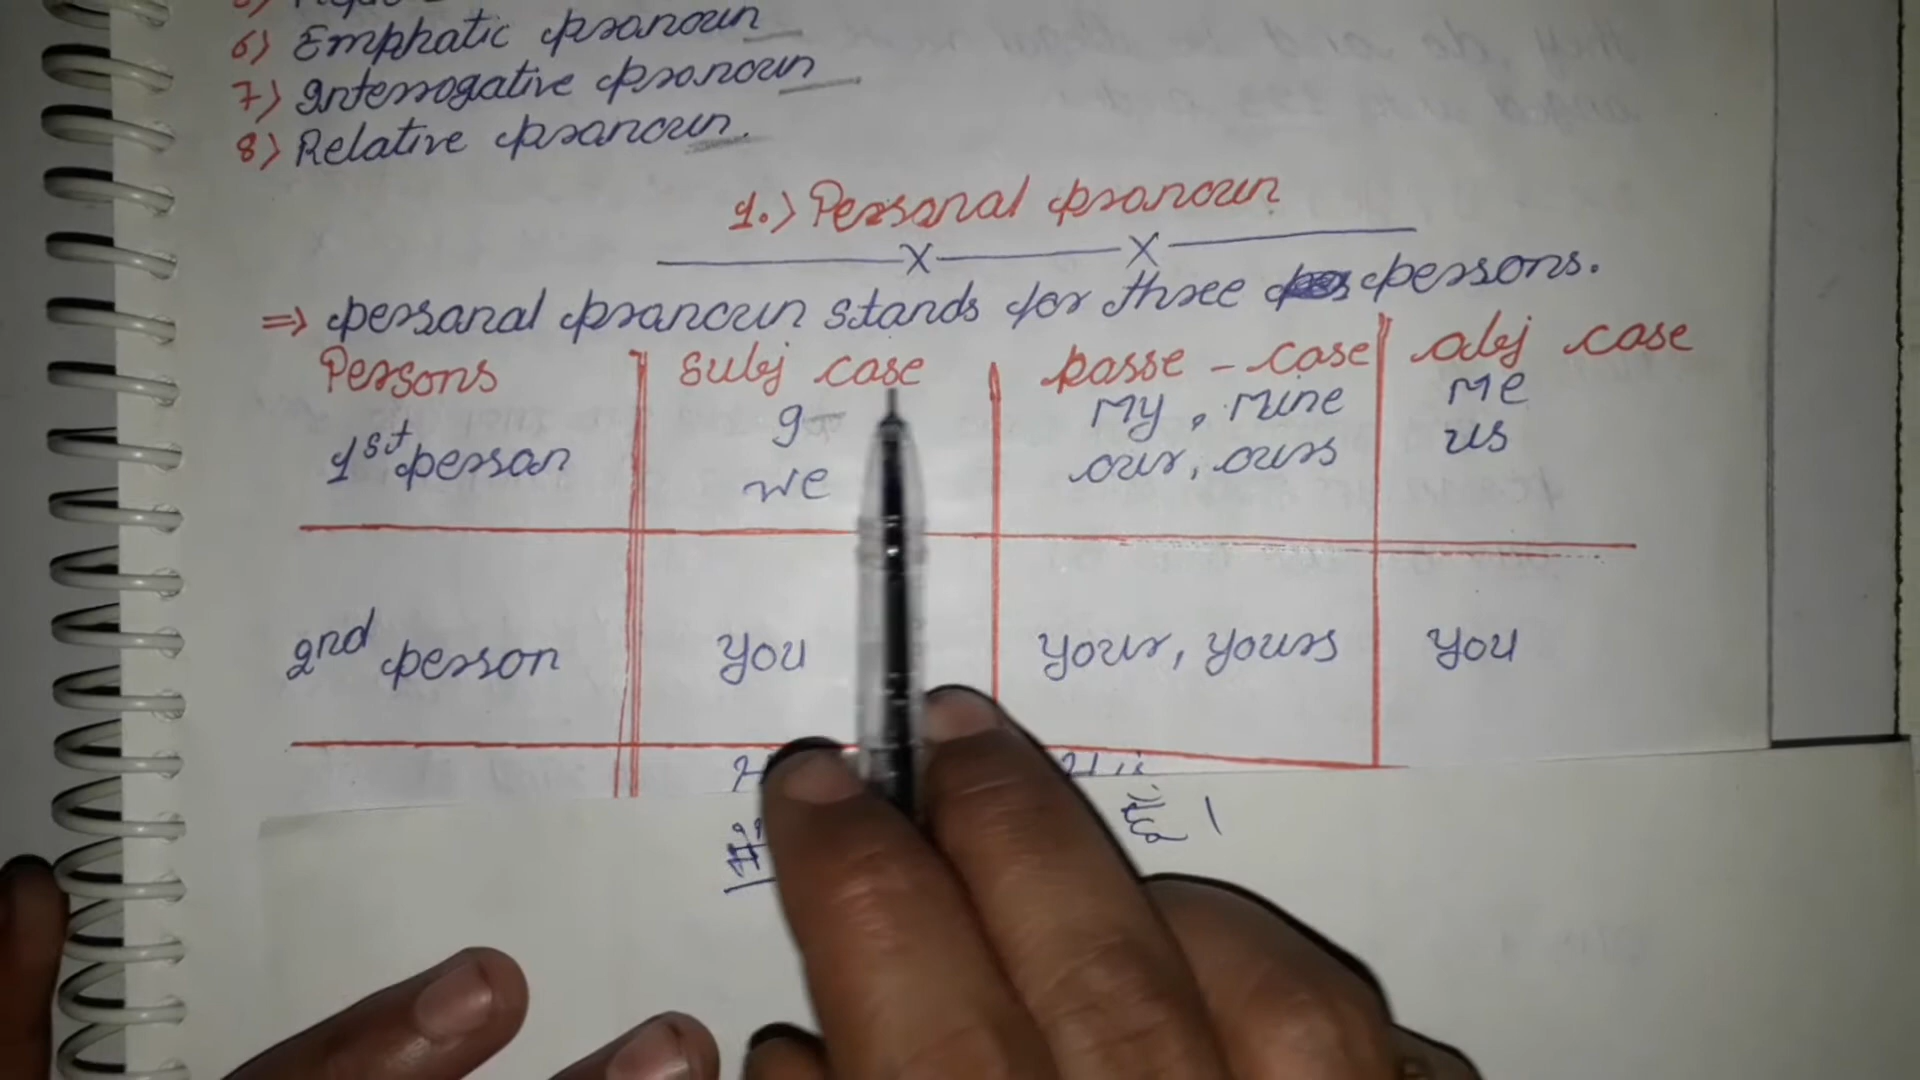 6) Emphatic pronoun
7) Interrogative pronoun
8) Relative pronoun.
1.) Personal pronoun
⇒ personal pronoun stands for three persons.
Persons subj case posse - case obj case
I My, Mine Me
1st person we our, ours us
2nd person you your, yours you